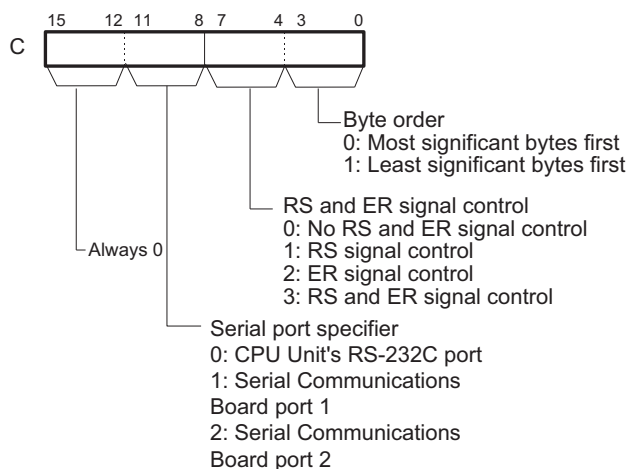 15 12 11 8 7 4 3 0
C
Byte order
0: Most significant bytes first
1: Least significant bytes first
RS and ER signal control
0: No RS and ER signal control
1: RS signal control
2: ER signal control
3: RS and ER signal control
Always 0
Serial port specifier
0: CPU Unit's RS-232C port
1: Serial Communications
Board port 1
2: Serial Communications
Board port 2